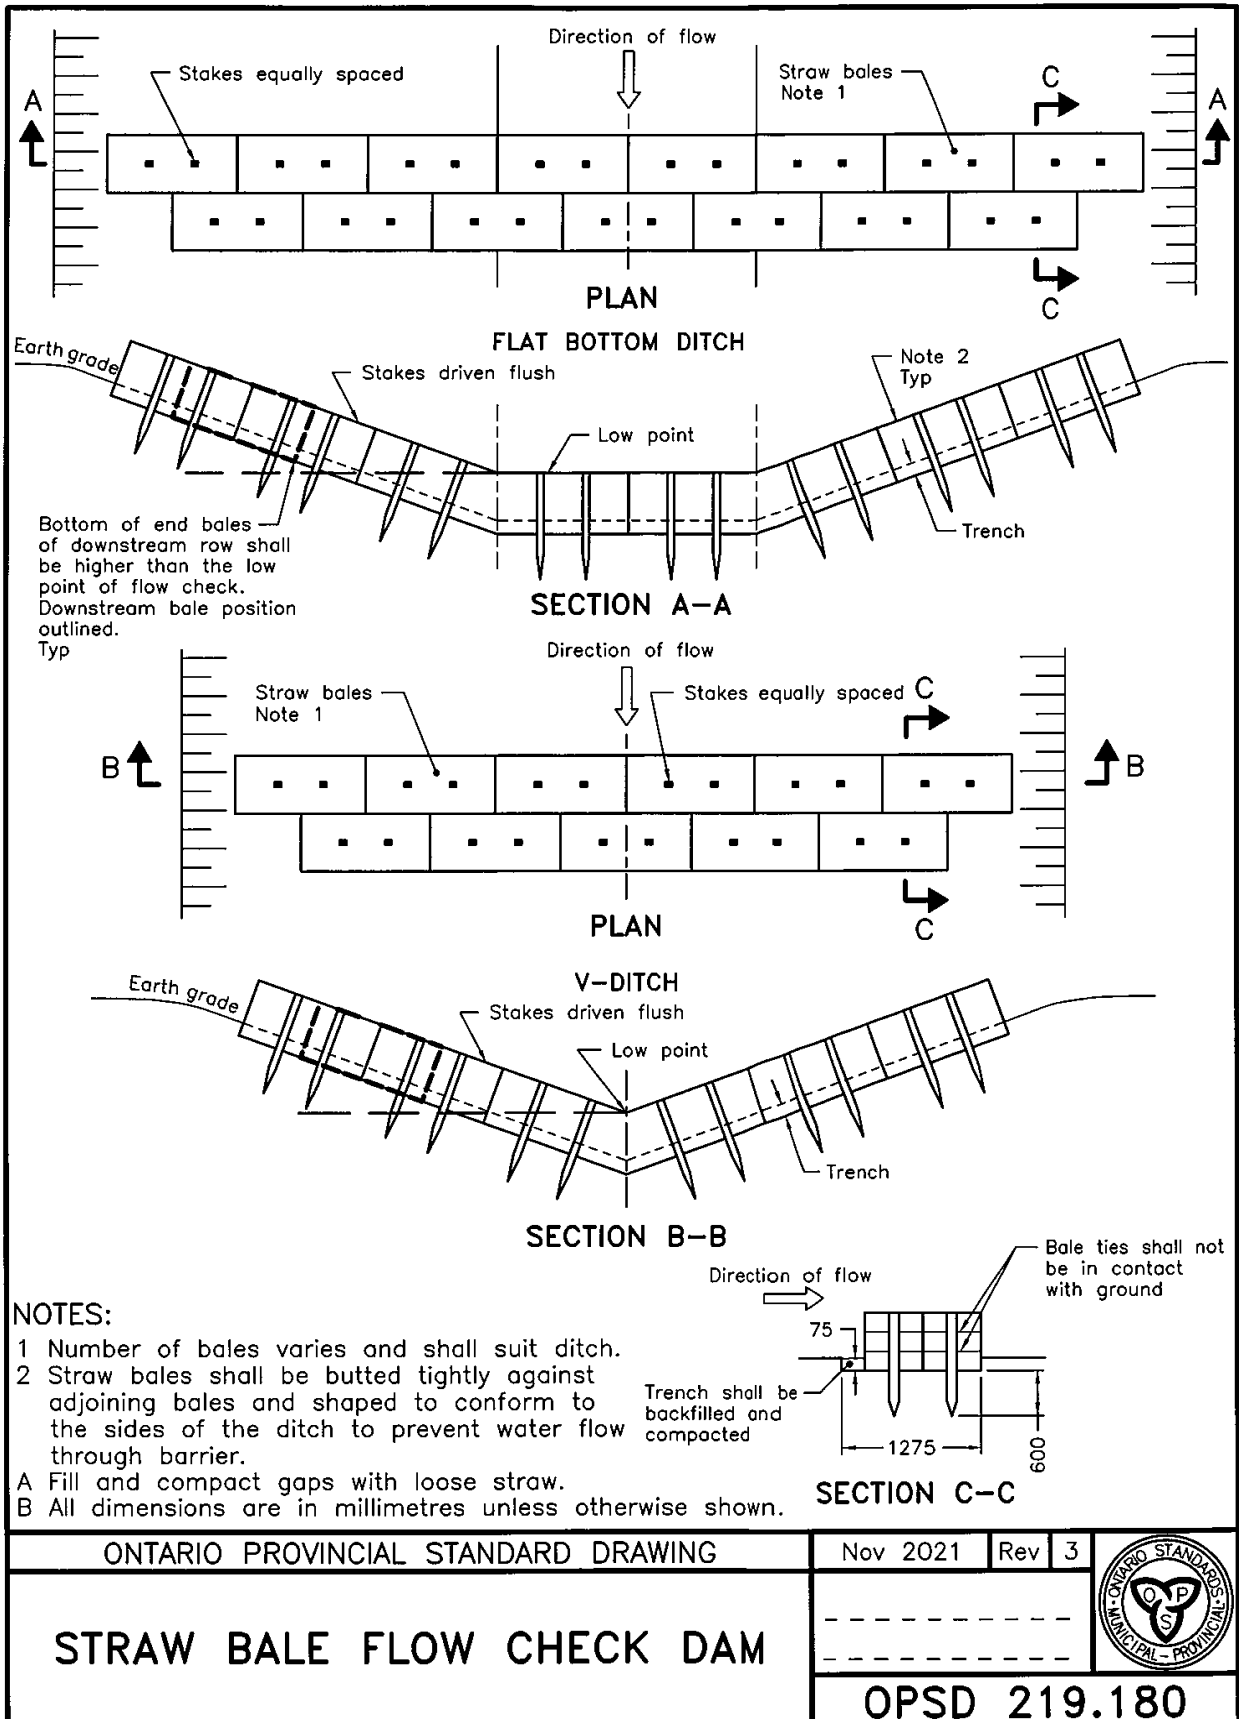 Direction of flow
Stakes equally spaced
Straw bales
Note 1
C
A
A
C
PLAN
FLAT BOTTOM DITCH
Earth grade
Stakes driven flush
Note 2
Typ
Low point
Bottom of end bales
of downstream row shall
be higher than the low
point of flow check.
Downstream bale position
outlined.
Typ
Trench
SECTION A-A
Direction of flow
Straw bales
Note 1
Stakes equally spaced
C
B
B
C
PLAN
V-DITCH
Earth grade
Stakes driven flush
Low point
Trench
SECTION B-B
Direction of flow
Bale ties shall not
be in contact
with ground
75
Trench shall be
backfilled and
compacted
1275
600
SECTION C-C
NOTES:
1 Number of bales varies and shall suit ditch.
2 Straw bales shall be butted tightly against
adjoining bales and shaped to conform to
the sides of the ditch to prevent water flow
through barrier.
A Fill and compact gaps with loose straw.
B All dimensions are in millimetres unless otherwise shown.
ONTARIO PROVINCIAL STANDARD DRAWING
Nov 2021 Rev 3
ONTARIO STANDARDS
MUNICIPAL - PROVINCIAL
O P S
STRAW BALE FLOW CHECK DAM
OPSD 219.180